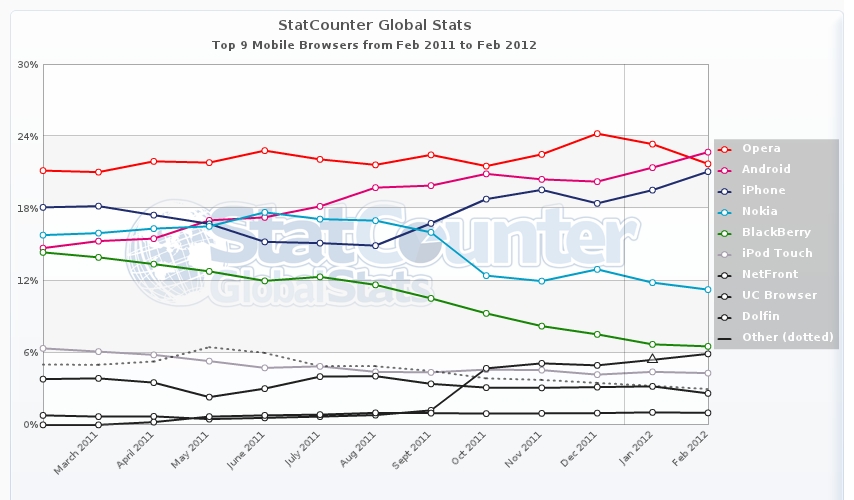 StatCounter Global Stats
Top 9 Mobile Browsers from Feb 2011 to Feb 2012
30%
24%
18%
12%
6%
0%
StatCounter
GlobalStats
Opera
Android
iPhone
Nokia
BlackBerry
iPod Touch
NetFront
UC Browser
Dolfin
Other (dotted)
March 2011
April 2011
May 2011
June 2011
July 2011
Aug 2011
Sept 2011
Oct 2011
Nov 2011
Dec 2011
Jan 2012
Feb 2012